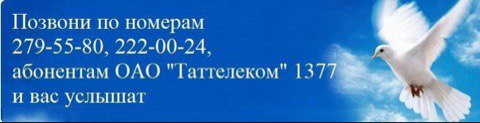 Позвони по номерам
279-55-80, 222-00-24,
абонентам ОАО "Таттелеком" 1377
и вас услышат